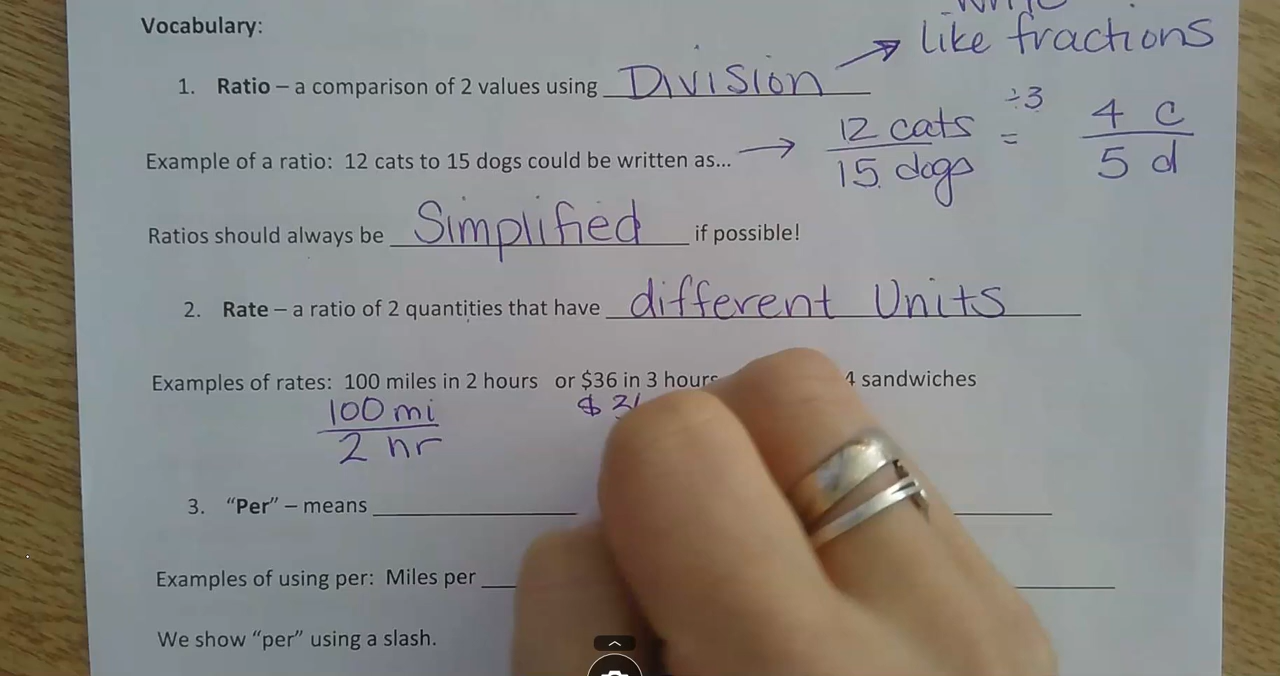 Vocabulary:
like fractions
1. Ratio – a comparison of 2 values using Division
÷3
Example of a ratio: 12 cats to 15 dogs could be written as... → 12 cats / 15 dogs = 4 c / 5 d
Ratios should always be Simplified if possible!
2. Rate – a ratio of 2 quantities that have different Units
Examples of rates: 100 miles in 2 hours or $36 in 3 hours 4 sandwiches
100 mi $ 3
2 hr
3. “Per” – means
Examples of using per: Miles per
We show “per” using a slash.